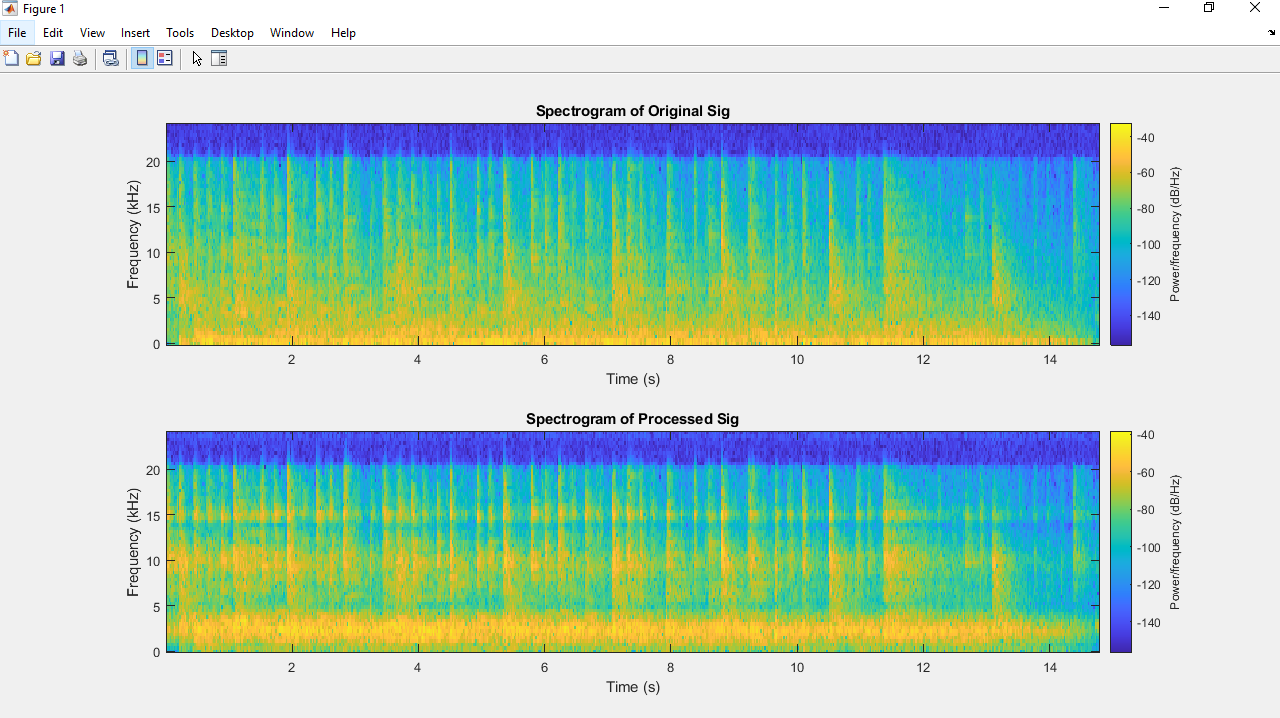 Figure 1
File Edit View Insert Tools Desktop Window Help
Spectrogram of Original Sig
Frequency (kHz)
20
15
10
5
0
2 4 6 8 10 12 14
Time (s)
-40
-60
-80
-100
-120
-140
Power/frequency (dB/Hz)
Spectrogram of Processed Sig
Frequency (kHz)
20
15
10
5
0
2 4 6 8 10 12 14
Time (s)
-40
-60
-80
-100
-120
-140
Power/frequency (dB/Hz)